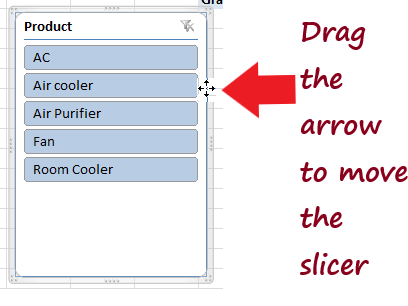 Gra
Product
AC
Air cooler
Air Purifier
Fan
Room Cooler
Drag
the
arrow
to move
the
slicer